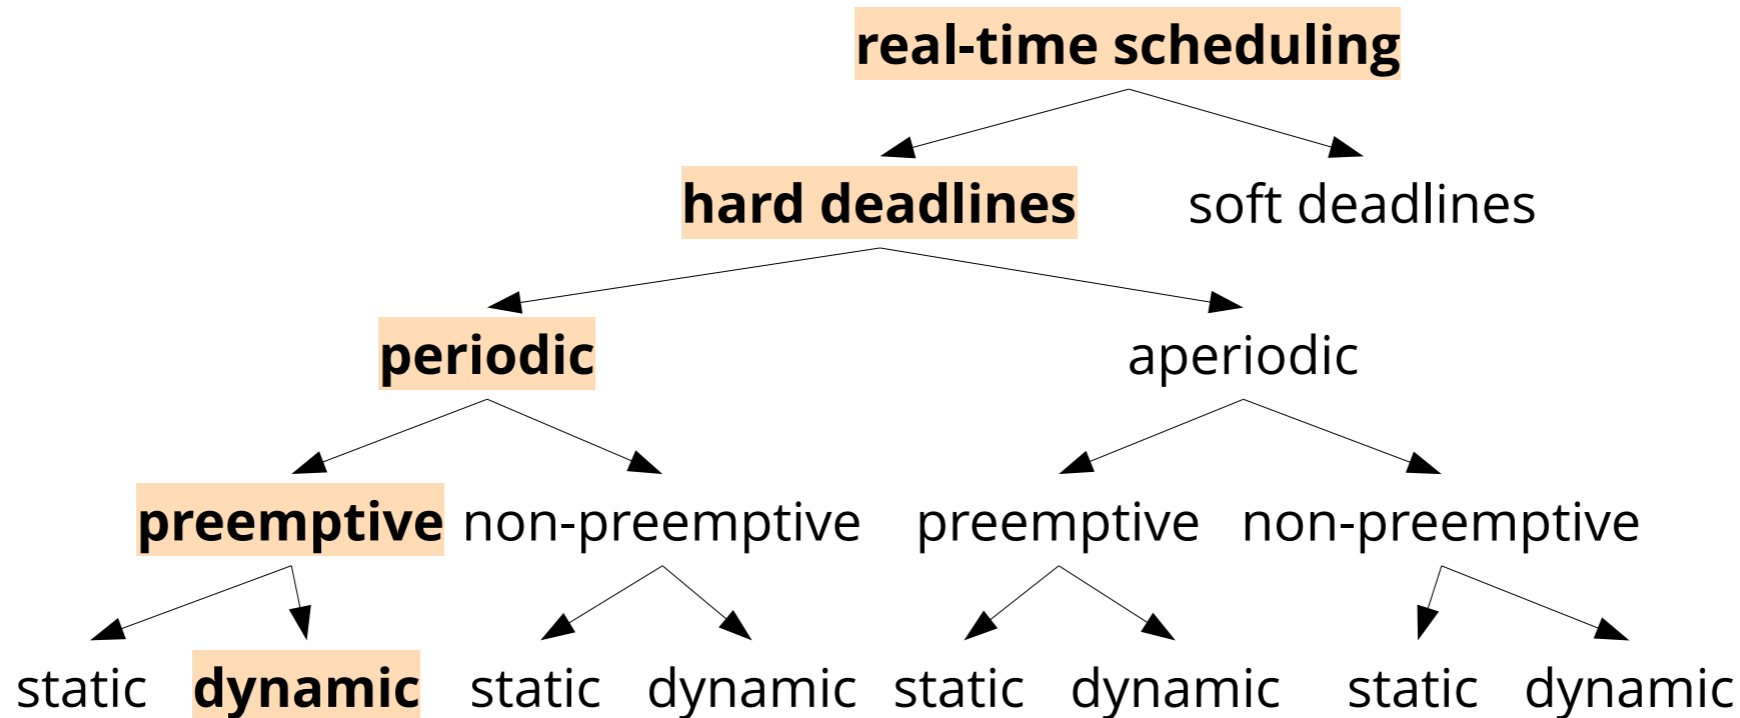 real-time scheduling
hard deadlines soft deadlines
periodic aperiodic
preemptive non-preemptive preemptive non-preemptive
static dynamic static dynamic static dynamic static dynamic